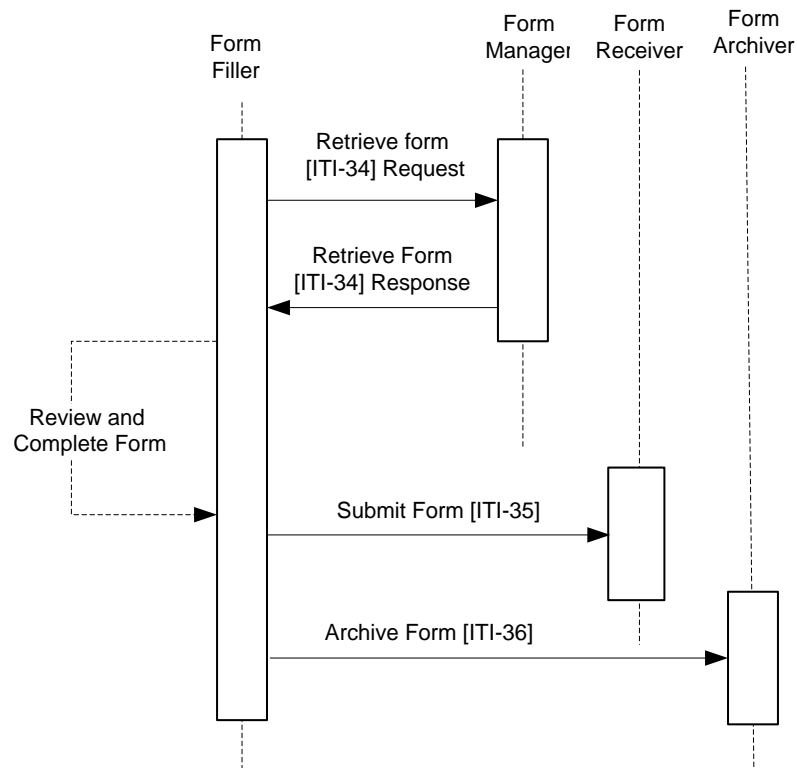 Form
Filler
Form
Manager
Form
Receiver
Form
Archiver
Retrieve form
[ITI-34] Request
Retrieve Form
[ITI-34] Response
Review and
Complete Form
Submit Form [ITI-35]
Archive Form [ITI-36]